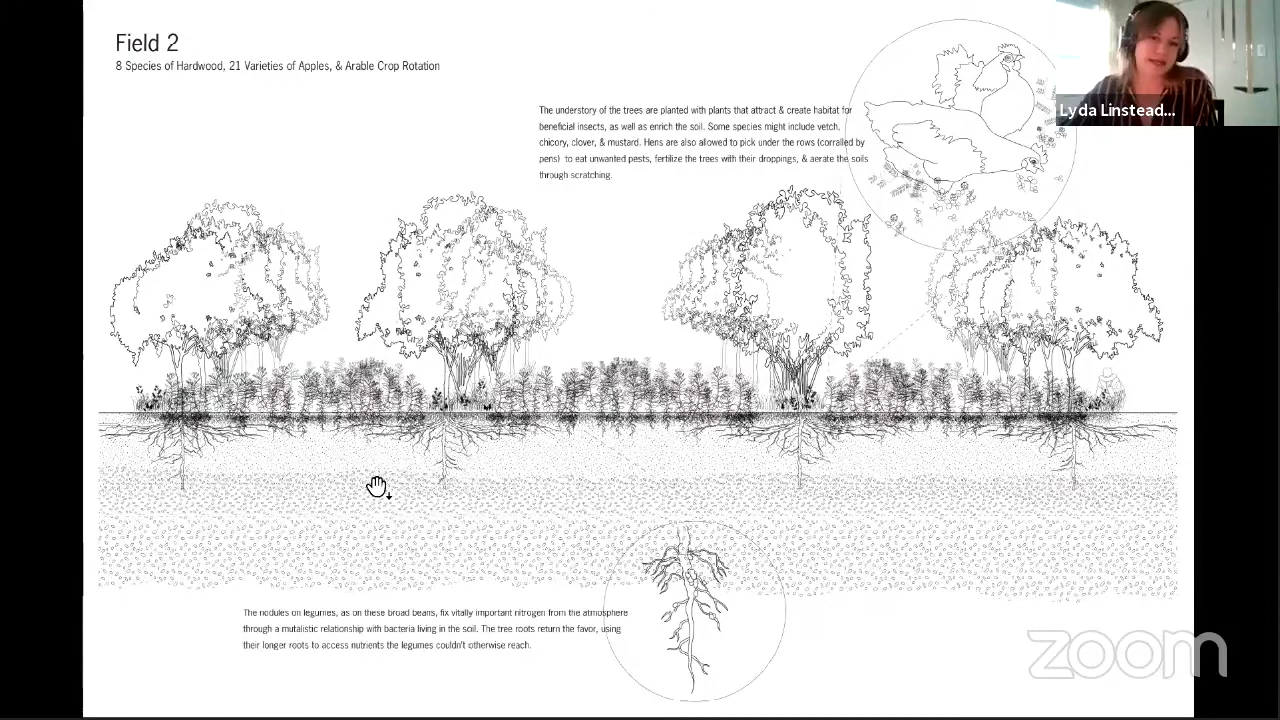 Field 2
8 Species of Hardwood, 21 Varieties of Apples, & Arable Crop Rotation
The understory of the trees are planted with plants that attract & create habitat for
beneficial insects, as well as enrich the soil. Some species might include vetch,
chicory, clover, & mustard. Hens are also allowed to pick under the rows (corralled by
pens) to eat unwanted pests, fertilize the trees with their droppings, & aerate the soils
through scratching.
Lyda Linstead...
The nodules on legumes, as on these broad beans, fix vitally important nitrogen from the atmosphere
through a mutalistic relationship with bacteria living in the soil. The tree roots return the favor, using
their longer roots to access nutrients the legumes couldn't otherwise reach.
zoom